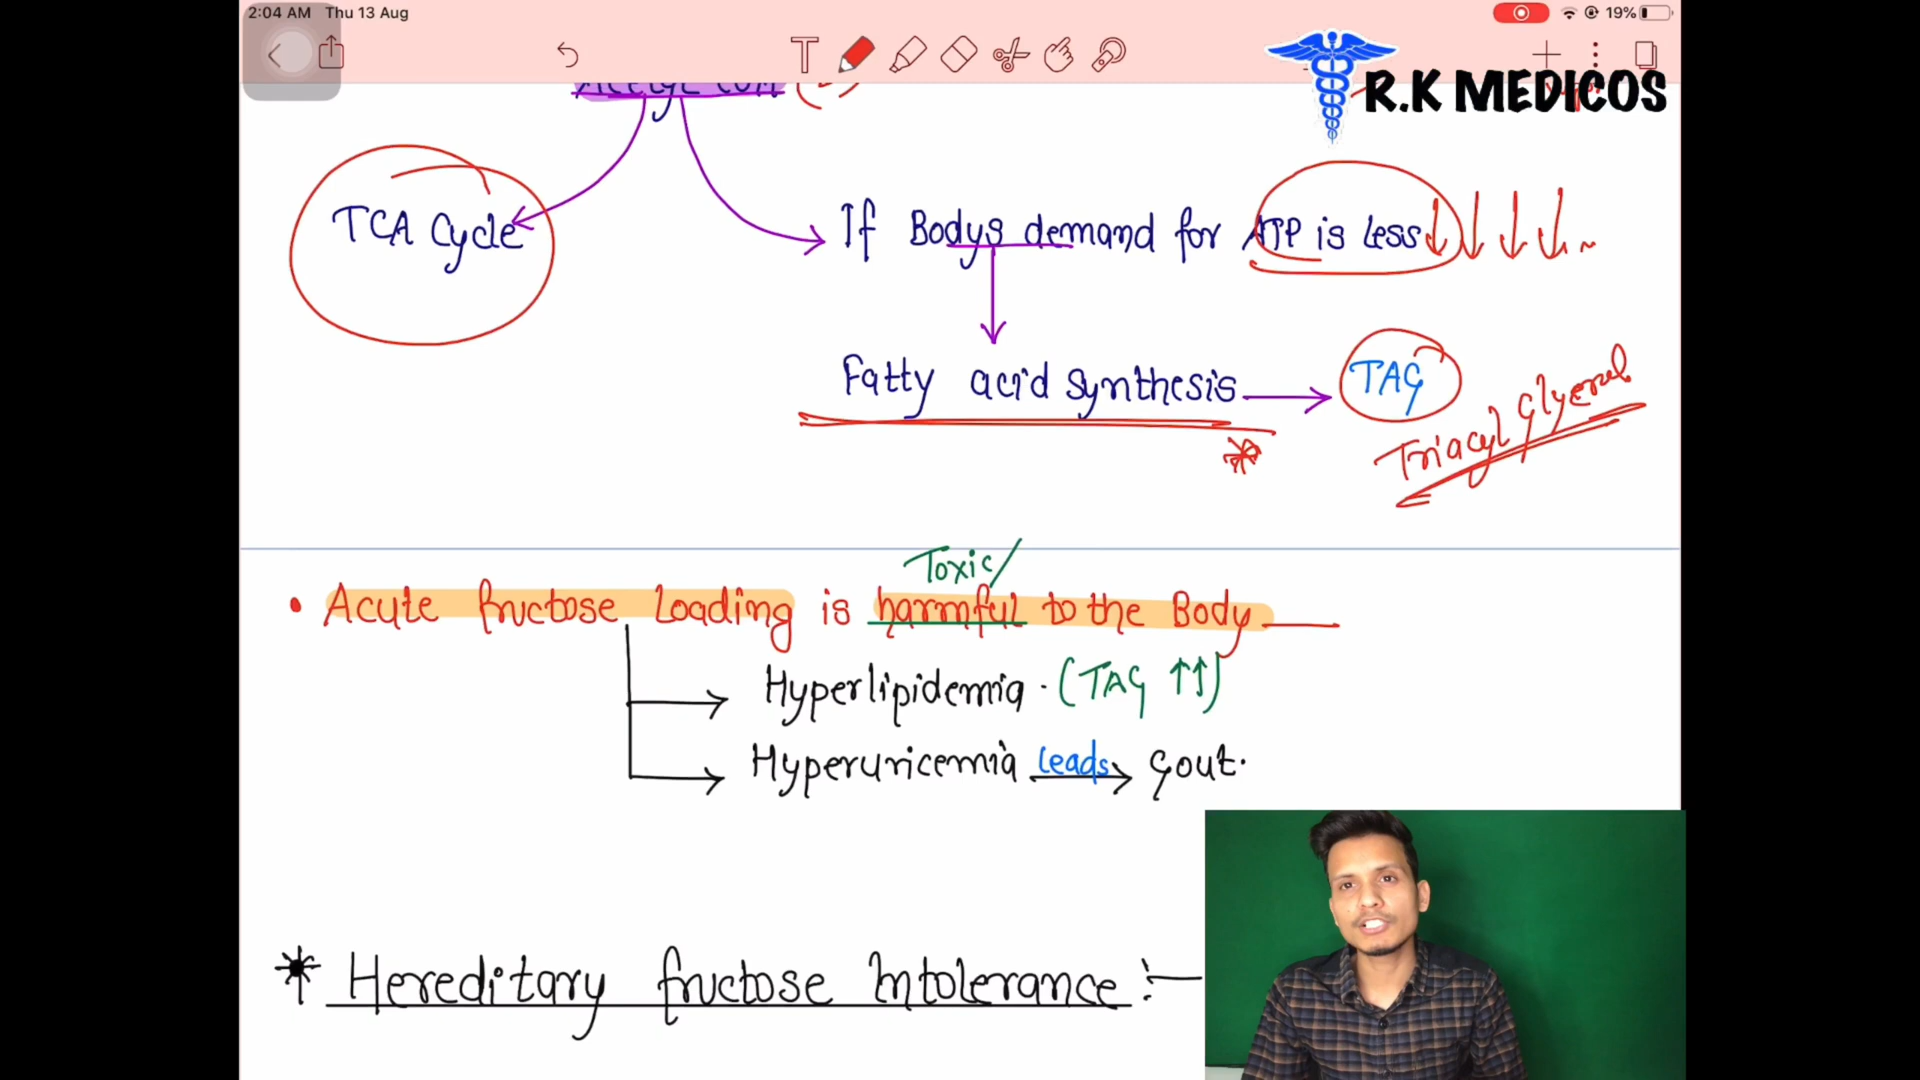 2:04 AM Thu 13 Aug
19%
R.K MEDICOS
TCA Cycle
If Bodys demand for ATP is less ↓ ↓ ↓ ↓ ~
Fatty acid synthesis → TAG
*
Triacyl Glycerol
Toxic/
• Acute fructose Loading is harmful to the Body
→ Hyperlipidemia · (TAG ↑↑)
→ Hyperuricemia leads → Gout.
* Hereditary fructose Intolerance :-